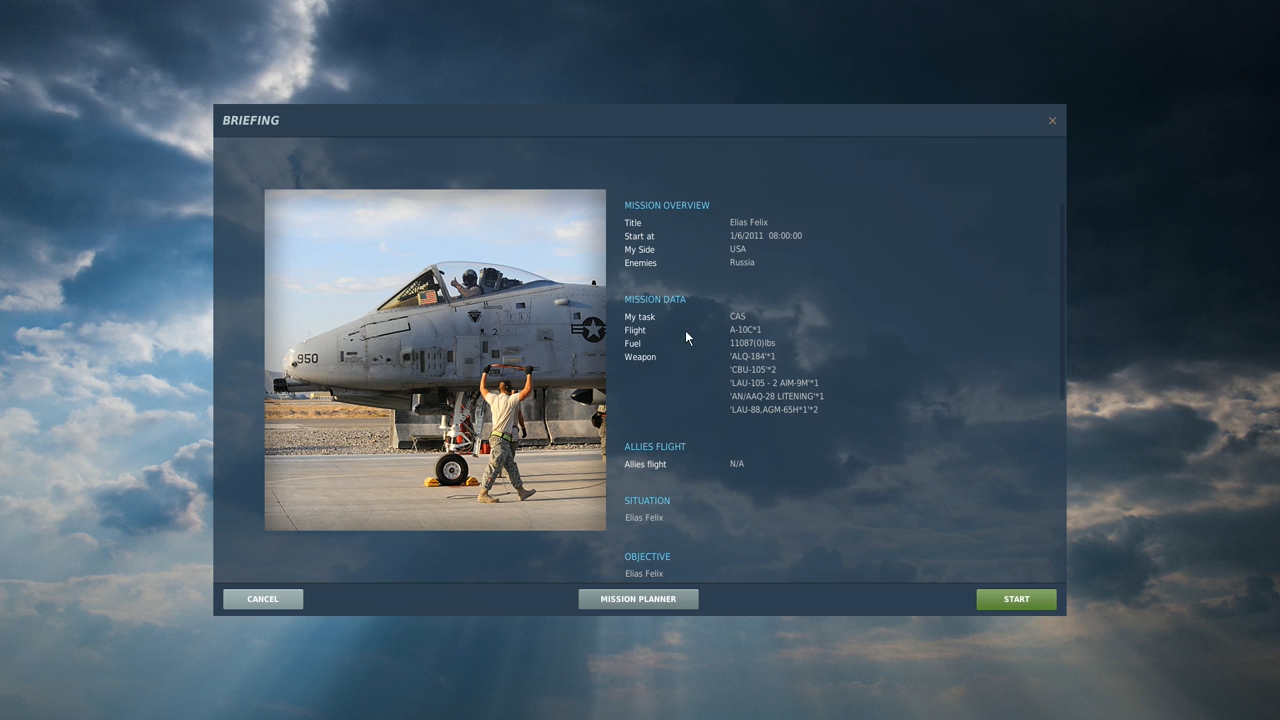 BRIEFING
MISSION OVERVIEW
Title Elias Felix
Start at 1/6/2011 08:00:00
My Side USA
Enemies Russia
MISSION DATA
My task CAS
Flight A-10C*1
Fuel 11087(0)lbs
Weapon 'ALQ-184'*1
'CBU-105'*2
'LAU-105 - 2 AIM-9M'*1
'AN/AAQ-28 LITENING'*1
'LAU-88,AGM-65H*1'*2
ALLIES FLIGHT
Allies flight N/A
SITUATION
Elias Felix
OBJECTIVE
Elias Felix
950
2
CANCEL
MISSION PLANNER
START